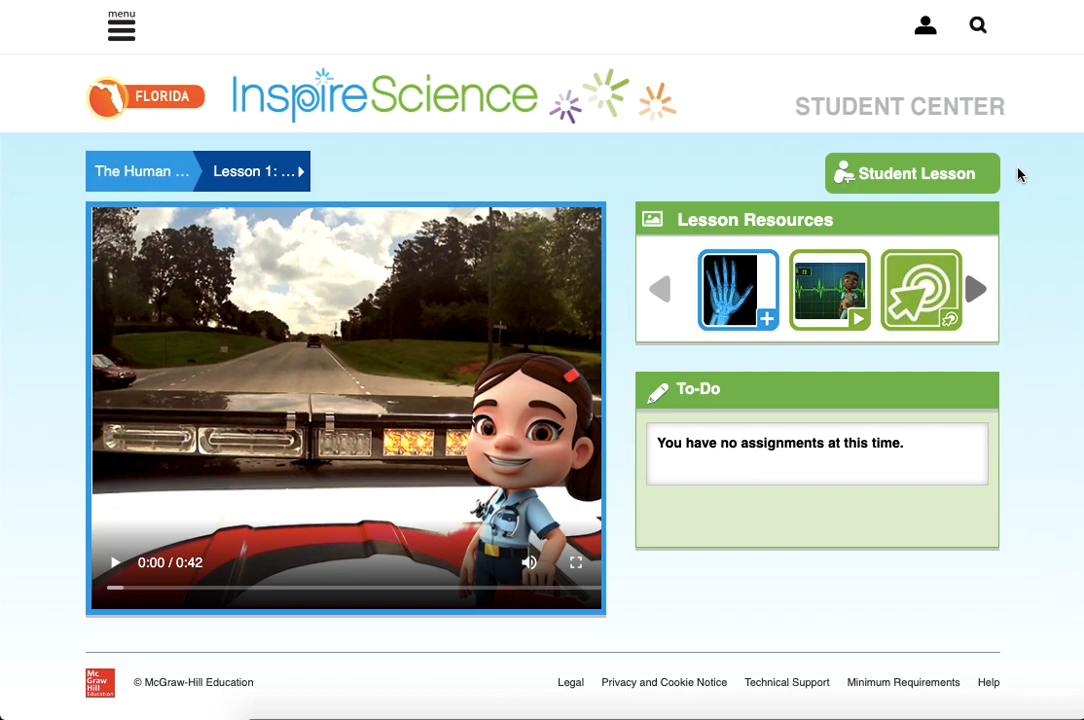 menu
FLORIDA
InspireScience
STUDENT CENTER
The Human ...
Lesson 1: ...
Student Lesson
Lesson Resources
To-Do
You have no assignments at this time.
0:00 / 0:42
Mc
Graw
Hill
Education
© McGraw-Hill Education
Legal
Privacy and Cookie Notice
Technical Support
Minimum Requirements
Help